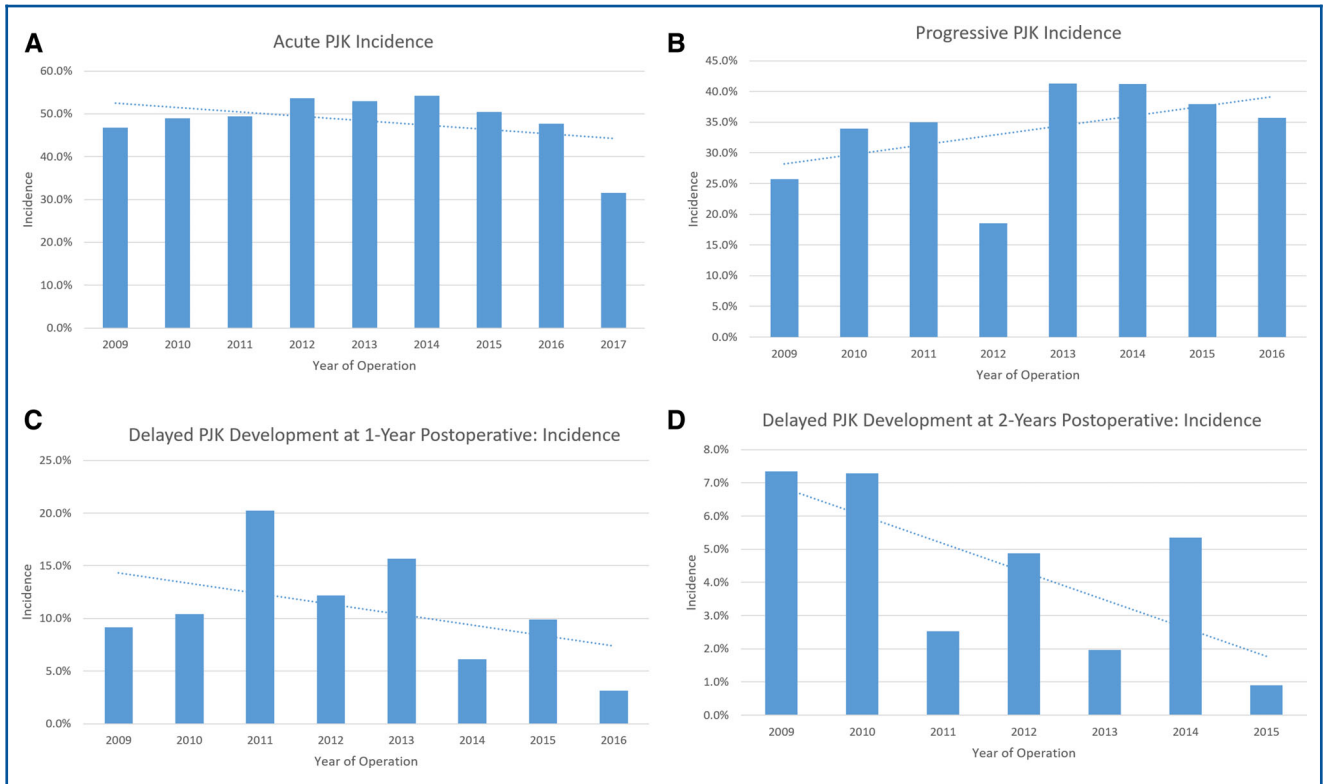 A
Acute PJK Incidence
60.0%
50.0%
40.0%
30.0%
20.0%
10.0%
0.0%
Incidence
2009 2010 2011 2012 2013 2014 2015 2016 2017
Year of Operation
B
Progressive PJK Incidence
45.0%
40.0%
35.0%
30.0%
25.0%
20.0%
15.0%
10.0%
5.0%
0.0%
Incidence
2009 2010 2011 2012 2013 2014 2015 2016
Year of Operation
C
Delayed PJK Development at 1-Year Postoperative: Incidence
25.0%
20.0%
15.0%
10.0%
5.0%
0.0%
Incidence
2009 2010 2011 2012 2013 2014 2015 2016
Year of Operation
D
Delayed PJK Development at 2-Years Postoperative: Incidence
8.0%
7.0%
6.0%
5.0%
4.0%
3.0%
2.0%
1.0%
0.0%
Incidence
2009 2010 2011 2012 2013 2014 2015
Year of Operation